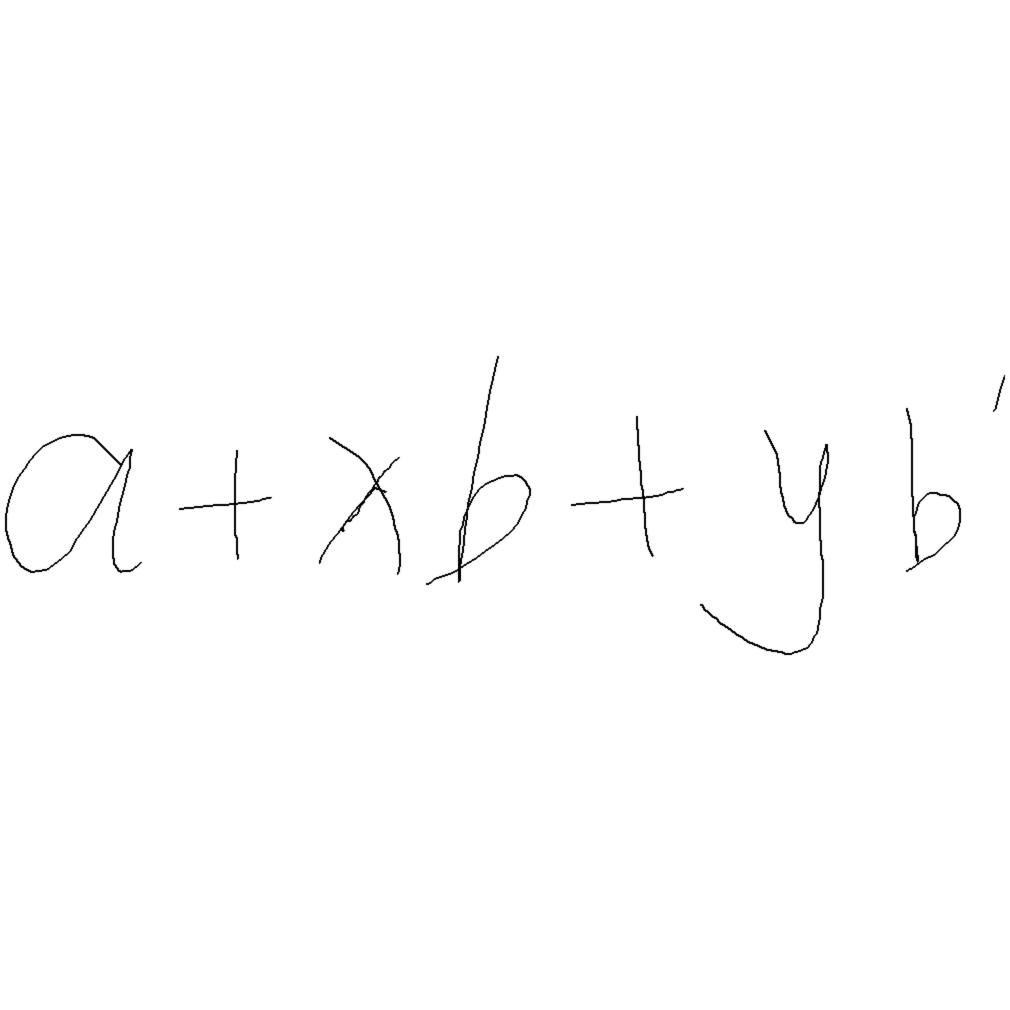 a + xb + yb'